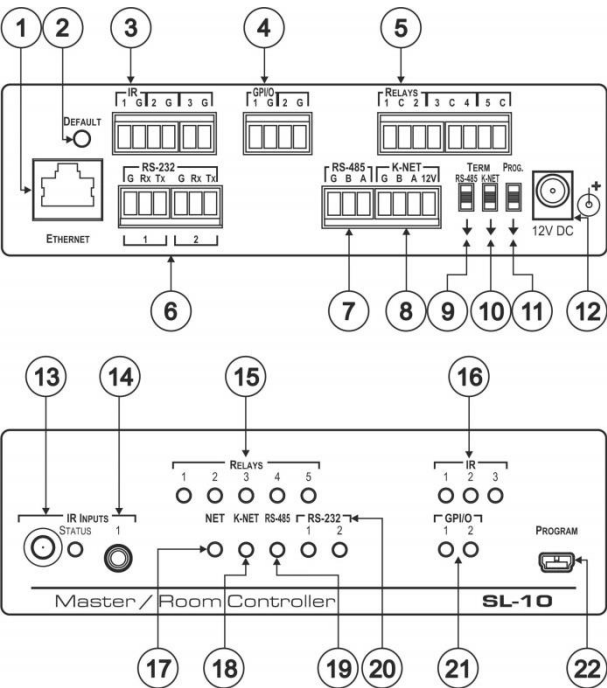 1 2 3 4 5
IR GPI/O RELAYS
1 G 2 G 3 G 1 G 2 G 1 C 2 3 C 4 5 C
DEFAULT
RS-232 RS-485 K-NET TERM PROG.
G Rx Tx G Rx Tx G B A G B A 12V RS-485 K-NET
+
ETHERNET 1 2 12V DC
6 7 8 9 10 11 12
13 14 15 16
RELAYS IR
1 2 3 4 5 1 2 3
IR INPUTS NET K-NET RS-485 RS-232 GPI/O
STATUS 1 1 2 1 2 PROGRAM
Master / Room Controller SL-10
17 18 19 20 21 22